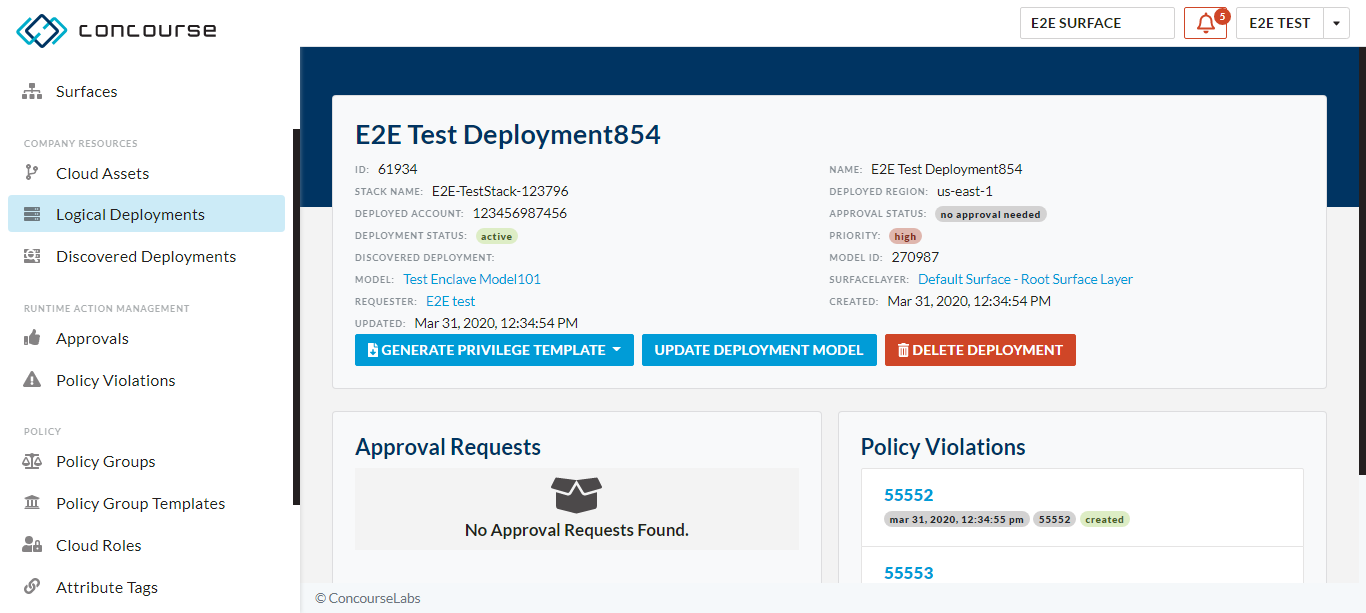 concourse
E2E SURFACE
5
E2E TEST
Surfaces
COMPANY RESOURCES
Cloud Assets
Logical Deployments
Discovered Deployments
RUNTIME ACTION MANAGEMENT
Approvals
Policy Violations
POLICY
Policy Groups
Policy Group Templates
Cloud Roles
Attribute Tags
E2E Test Deployment854
ID: 61934
STACK NAME: E2E-TestStack-123796
DEPLOYED ACCOUNT: 123456987456
DEPLOYMENT STATUS: active
DISCOVERED DEPLOYMENT:
MODEL: Test Enclave Model101
REQUESTER: E2E test
UPDATED: Mar 31, 2020, 12:34:54 PM
NAME: E2E Test Deployment854
DEPLOYED REGION: us-east-1
APPROVAL STATUS: no approval needed
PRIORITY: high
MODEL ID: 270987
SURFACELAYER: Default Surface - Root Surface Layer
CREATED: Mar 31, 2020, 12:34:54 PM
GENERATE PRIVILEGE TEMPLATE
UPDATE DEPLOYMENT MODEL
DELETE DEPLOYMENT
Approval Requests
No Approval Requests Found.
Policy Violations
55552
mar 31, 2020, 12:34:55 pm 55552 created
55553
© ConcourseLabs